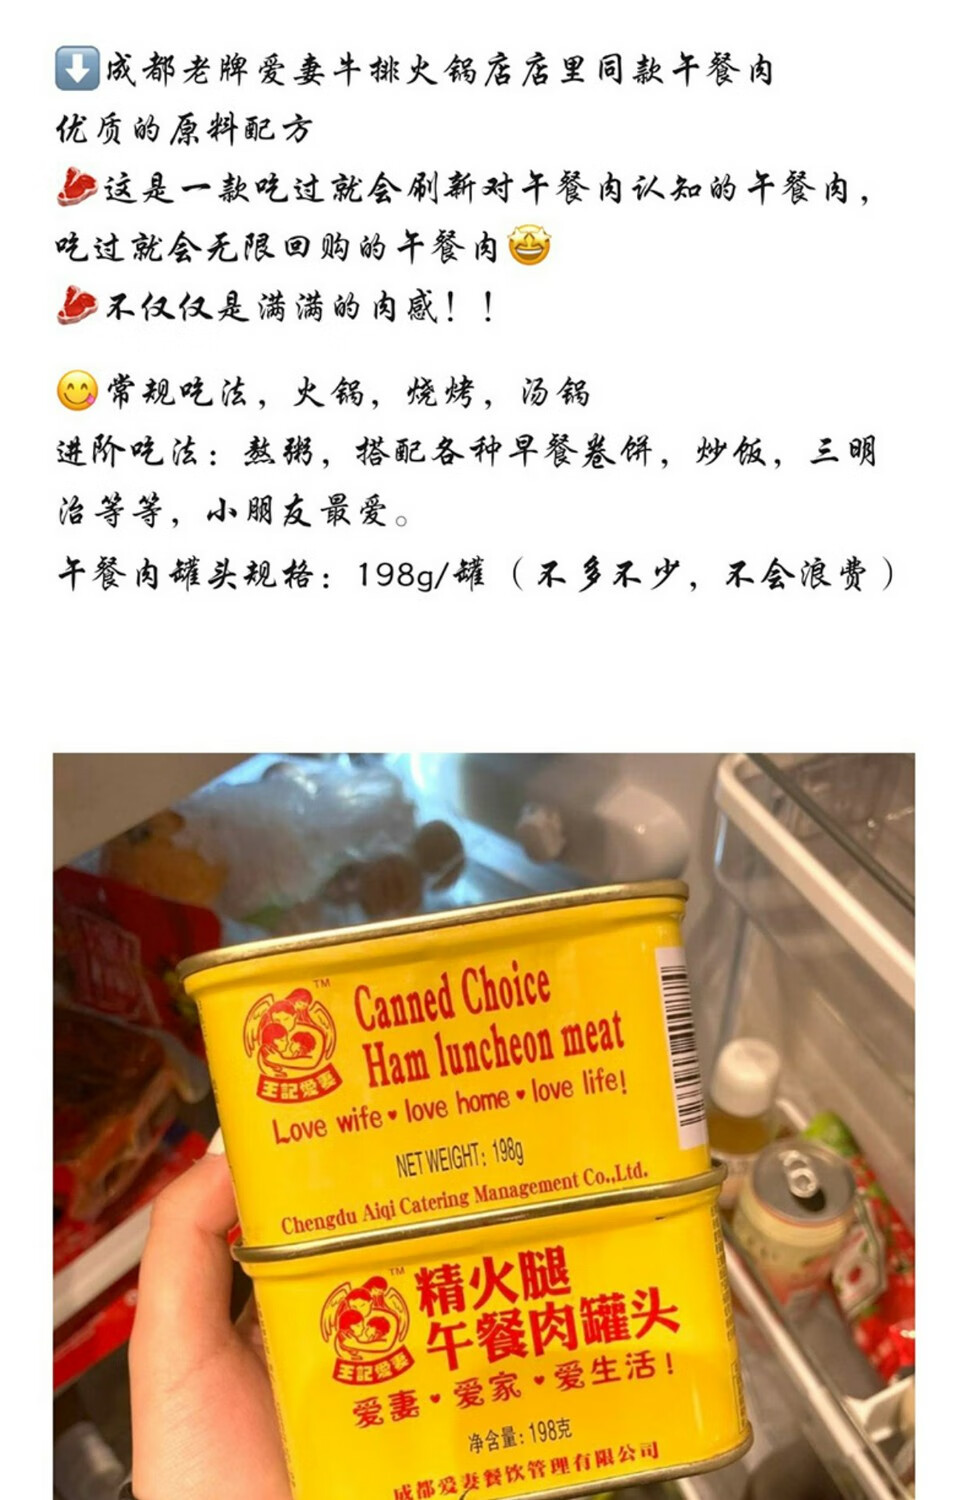 ⬇️成都老牌爱妻牛排火锅店店里同款午餐肉
优质的原料配方
🥩这是一款吃过就会刷新对午餐肉认知的午餐肉，
吃过就会无限回购的午餐肉🤩
🥩不仅仅是满满的肉感！！
😋常规吃法，火锅，烧烤，汤锅
进阶吃法：熬粥，搭配各种早餐卷饼，炒饭，三明
治等等，小朋友最爱。
午餐肉罐头规格：198g/罐（不多不少，不会浪费）
TM
王記愛妻
Canned Choice
Ham luncheon meat
Love wife♥love home♥love life!
NET WEIGHT: 198g
Chengdu Aiqi Catering Management Co.,Ltd.
TM
王記愛妻
精火腿
午餐肉罐头
爱妻♥爱家♥爱生活！
净含量：198克
成都爱妻餐饮管理有限公司